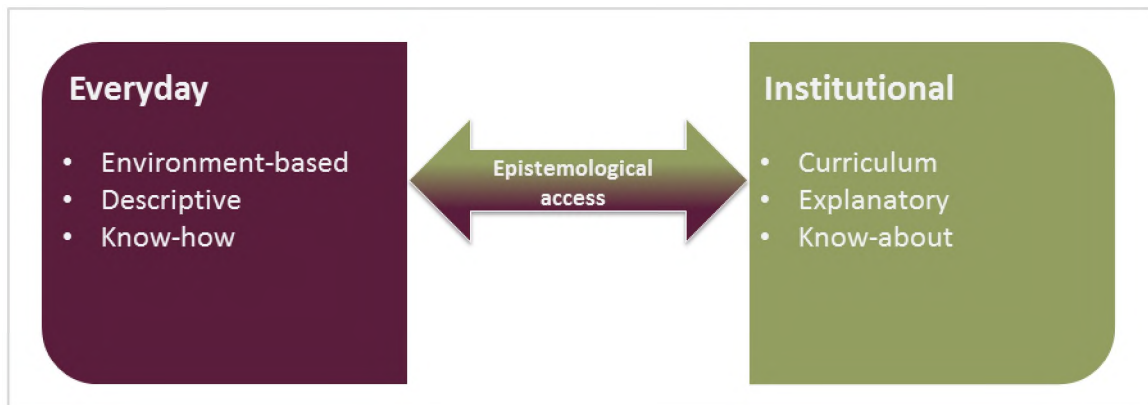 Everyday
• Environment-based
• Descriptive
• Know-how
Epistemological
access
Institutional
• Curriculum
• Explanatory
• Know-about